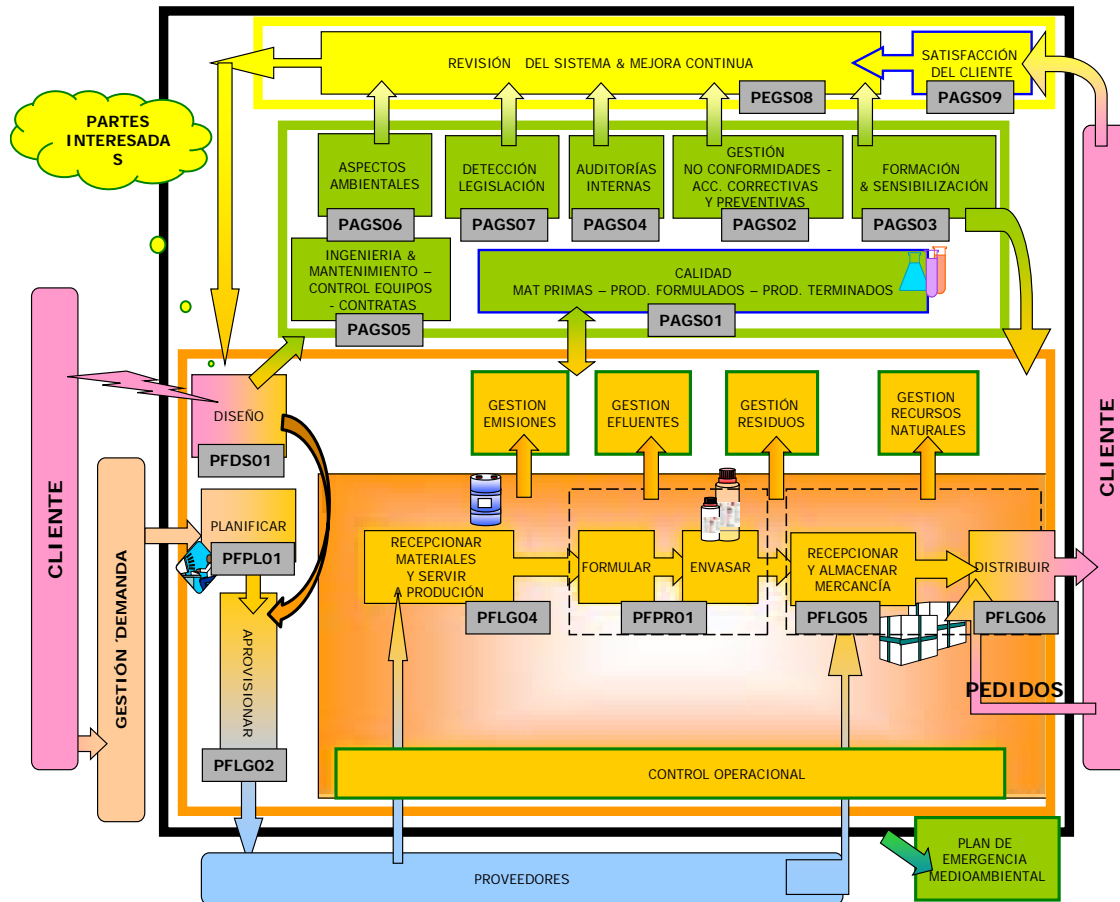 REVISIÓN DEL SISTEMA & MEJORA CONTINUA
PEGS08
SATISFACCIÓN
DEL CLIENTE
PAGS09
PARTES
INTERESADA
S
ASPECTOS
AMBIENTALES
PAGS06
DETECCIÓN
LEGISLACIÓN
PAGS07
AUDITORÍAS
INTERNAS
PAGS04
GESTIÓN
NO CONFORMIDADES -
ACC. CORRECTIVAS
Y PREVENTIVAS
PAGS02
FORMACIÓN
& SENSIBILIZACIÓN
PAGS03
INGENIERIA &
MANTENIMIENTO –
CONTROL EQUIPOS
- CONTRATAS
PAGS05
CALIDAD
MAT PRIMAS – PROD. FORMULADOS – PROD. TERMINADOS
PAGS01
CLIENTE
GESTIÓN DEMANDA
DISEÑO
PFDS01
PLANIFICAR
PFPL01
APROVISIONAR
PFLG02
GESTION
EMISIONES
GESTION
EFLUENTES
GESTIÓN
RESIDUOS
GESTION
RECURSOS
NATURALES
RECEPCIONAR
MATERIALES
Y SERVIR
A PRODUCIÓN
PFLG04
FORMULAR
ENVASAR
PFPR01
RECEPCIONAR
Y ALMACENAR
MERCANCÍA
PFLG05
DISTRIBUIR
PFLG06
PEDIDOS
CLIENTE
CONTROL OPERACIONAL
PROVEEDORES
PLAN DE
EMERGENCIA
MEDIOAMBIENTAL